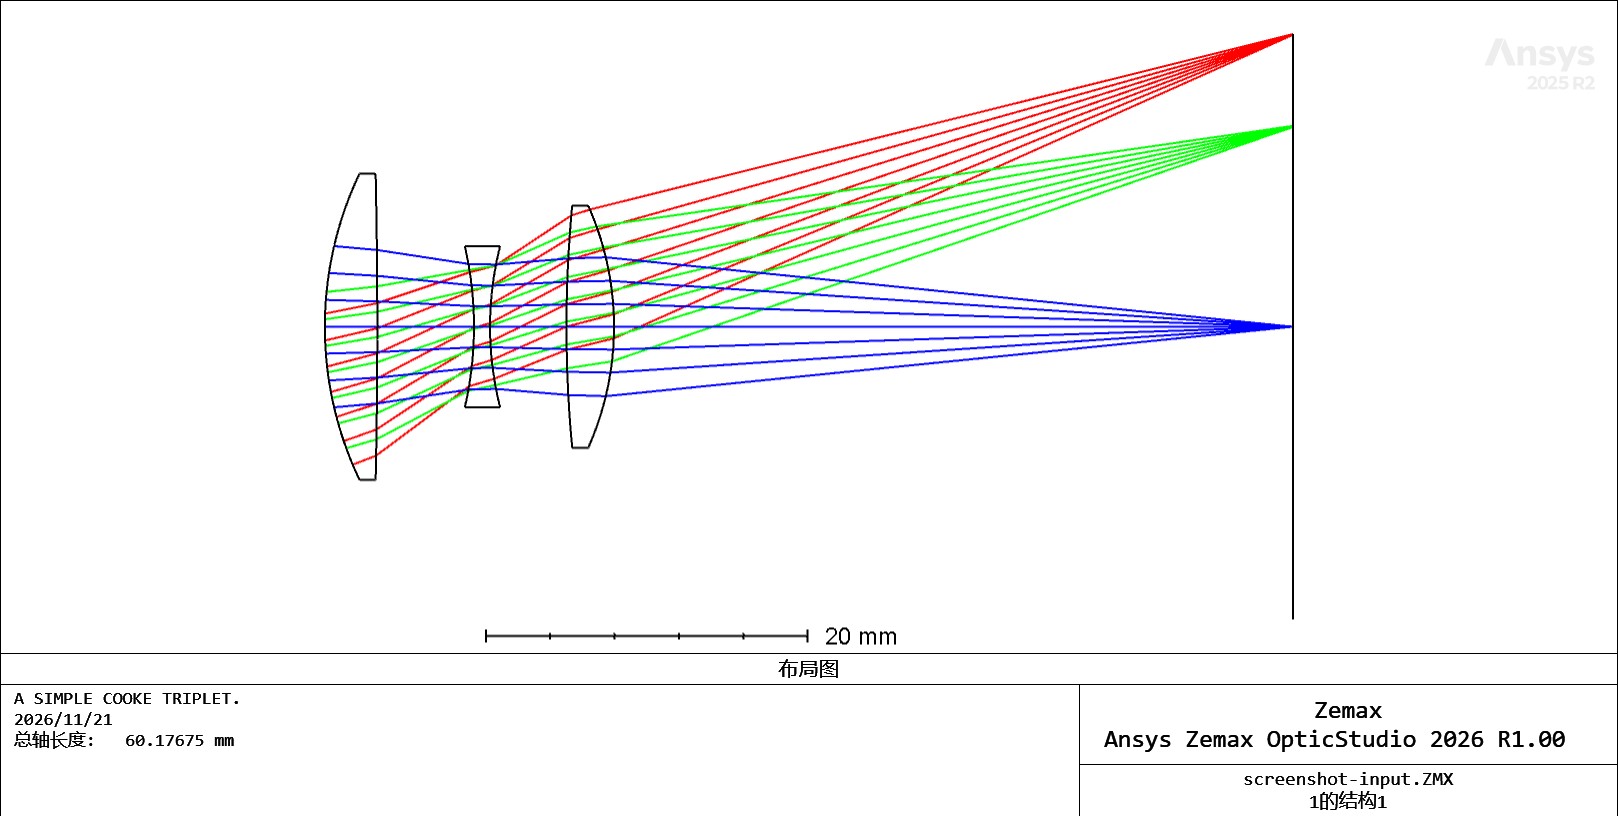 Ansys
2025 R2
20 mm
布局图
A SIMPLE COOKE TRIPLET.
2026/11/21
总轴长度: 60.17675 mm
Zemax
Ansys Zemax OpticStudio 2026 R1.00
screenshot-input.ZMX
1的结构1